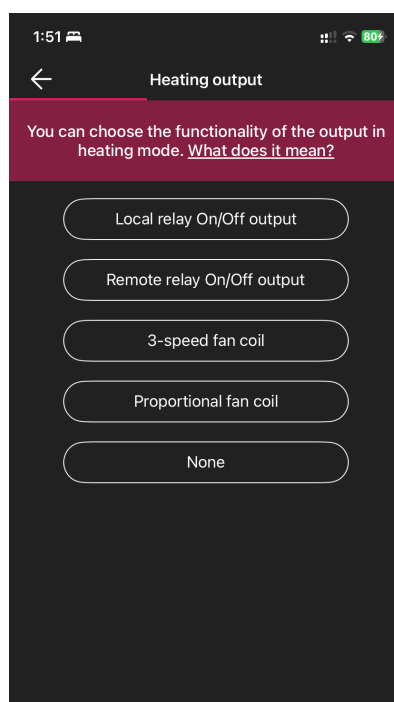 1:51
80
Heating output
You can choose the functionality of the output in
heating mode. What does it mean?
Local relay On/Off output
Remote relay On/Off output
3-speed fan coil
Proportional fan coil
None